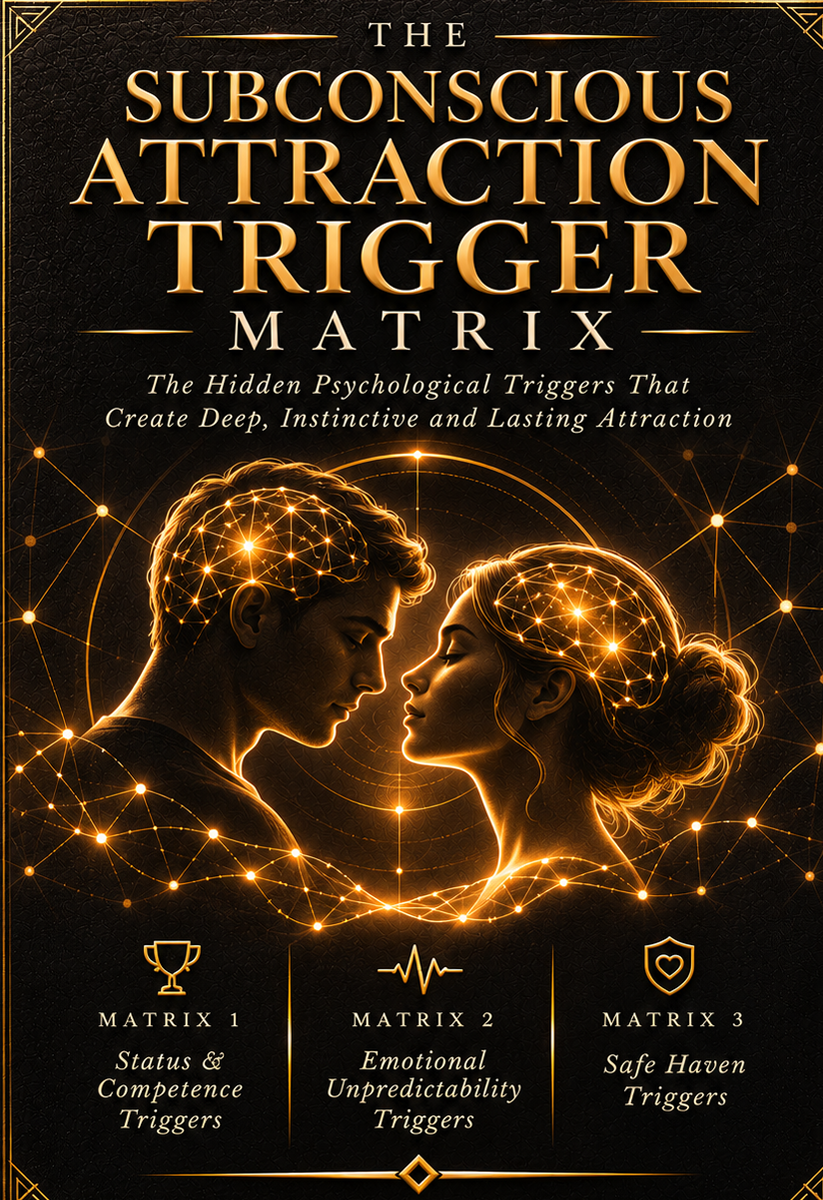 THE
SUBCONSCIOUS
ATTRACTION
TRIGGER
MATRIX
The Hidden Psychological Triggers That
Create Deep, Instinctive and Lasting Attraction
MATRIX 1
Status &
Competence
Triggers
MATRIX 2
Emotional
Unpredictability
Triggers
MATRIX 3
Safe Haven
Triggers